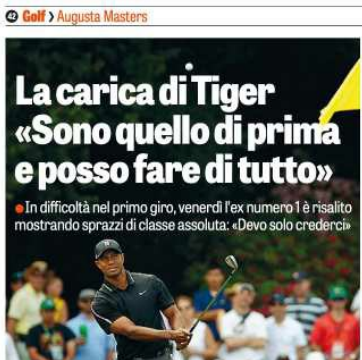 42 Golf > Augusta Masters
La carica di Tiger
«Sono quello di prima
e posso fare di tutto»
In difficoltà nel primo giro, venerdì l'ex numero 1 è risalito
mostrando sprazzi di classe assoluta: «Devo solo crederci»